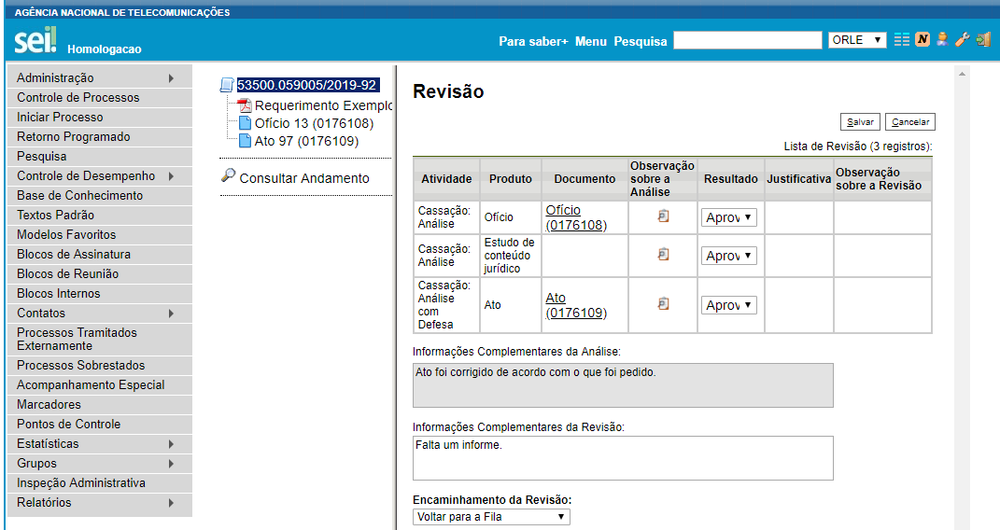 AGÊNCIA NACIONAL DE TELECOMUNICAÇÕES
sei!
Homologacao
Para saber+ Menu Pesquisa
ORLE
N
Administração
Controle de Processos
Iniciar Processo
Retorno Programado
Pesquisa
Controle de Desempenho
Base de Conhecimento
Textos Padrão
Modelos Favoritos
Blocos de Assinatura
Blocos de Reunião
Blocos Internos
Contatos
Processos Tramitados
Externamente
Processos Sobrestados
Acompanhamento Especial
Marcadores
Pontos de Controle
Estatísticas
Grupos
Inspeção Administrativa
Relatórios
53500.059005/2019-92
Requerimento Exemplo
Ofício 13 (0176108)
Ato 97 (0176109)
Consultar Andamento
Revisão
Salvar Cancelar
Lista de Revisão (3 registros):
Atividade Produto Documento Observação sobre a Análise Resultado Justificativa Observação sobre a Revisão
Cassação: Análise Ofício Ofício (0176108) Aprov
Cassação: Análise Estudo de conteúdo jurídico Aprov
Cassação: Análise com Defesa Ato Ato (0176109) Aprov
Informações Complementares da Análise:
Ato foi corrigido de acordo com o que foi pedido.
Informações Complementares da Revisão:
Falta um informe.
Encaminhamento da Revisão:
Voltar para a Fila